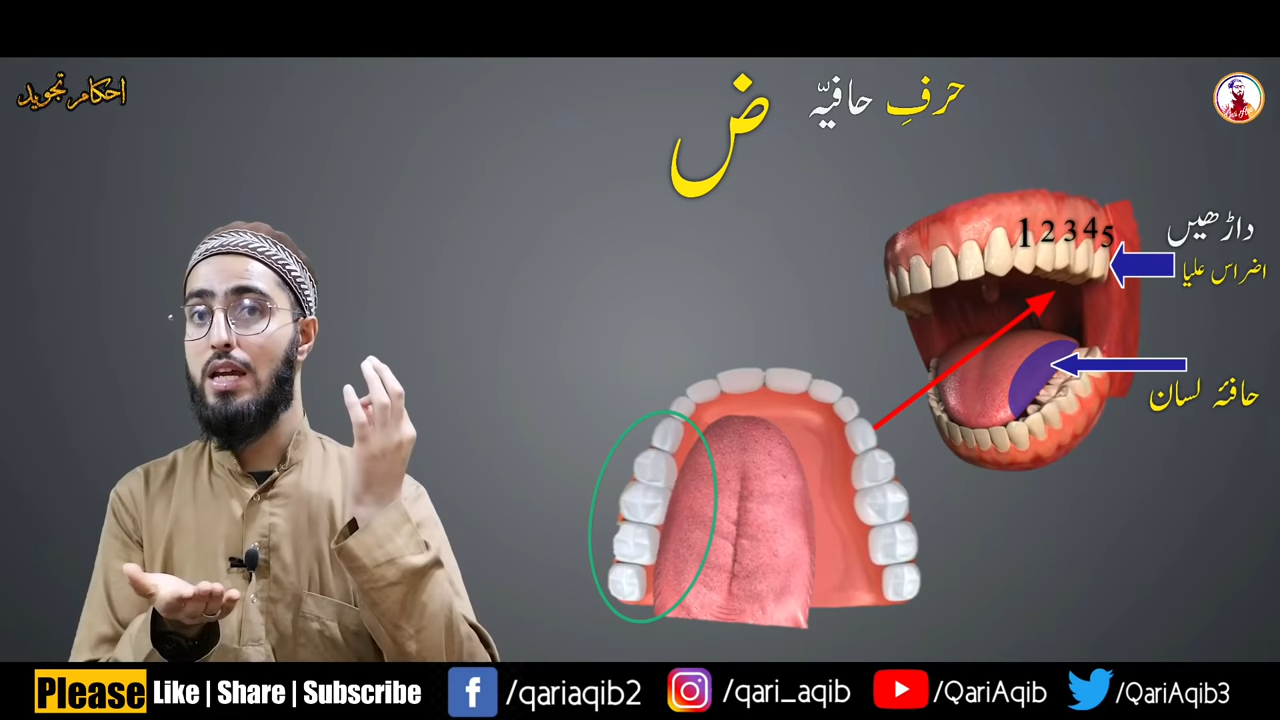 احکام تجوید
حرفِ حافیّہ
ض
1 2 3 4 5
داڑھیں
اضراس علیا
حافۂ لسان
Please Like | Share | Subscribe /qariaqib2 /qari_aqib /QariAqib /QariAqib3